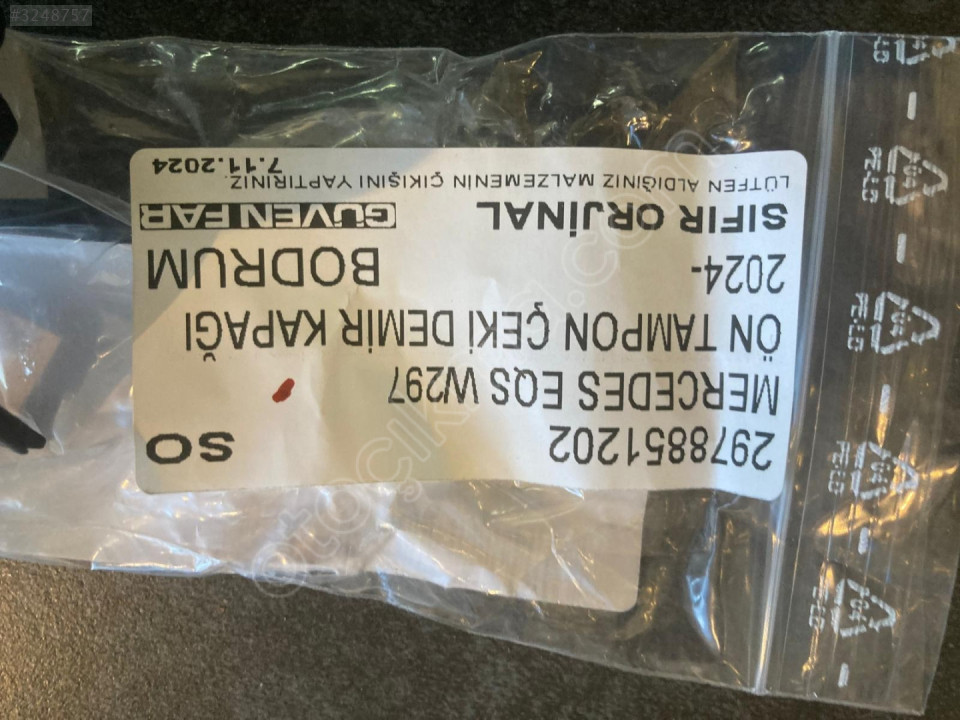 #3248757
2978851202 SO
MERCEDES EQS W297
ÖN TAMPON ÇEKİ DEMİR KAPAĞI
2024- BODRUM
SIFIR ORJİNAL GÜVEN FAR
LÜTFEN ALDIĞINIZ MALZEMENİN ÇIKIŞINI YAPTIRINIZ.
7.11.2024